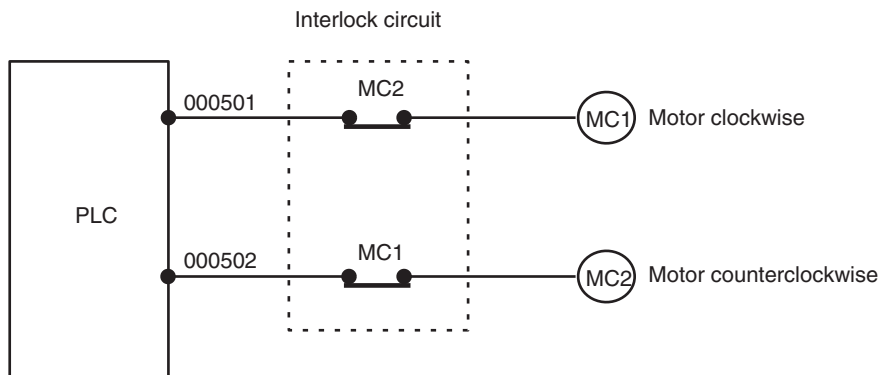 Interlock circuit
000501
MC2
MC1
Motor clockwise
PLC
000502
MC1
MC2
Motor counterclockwise